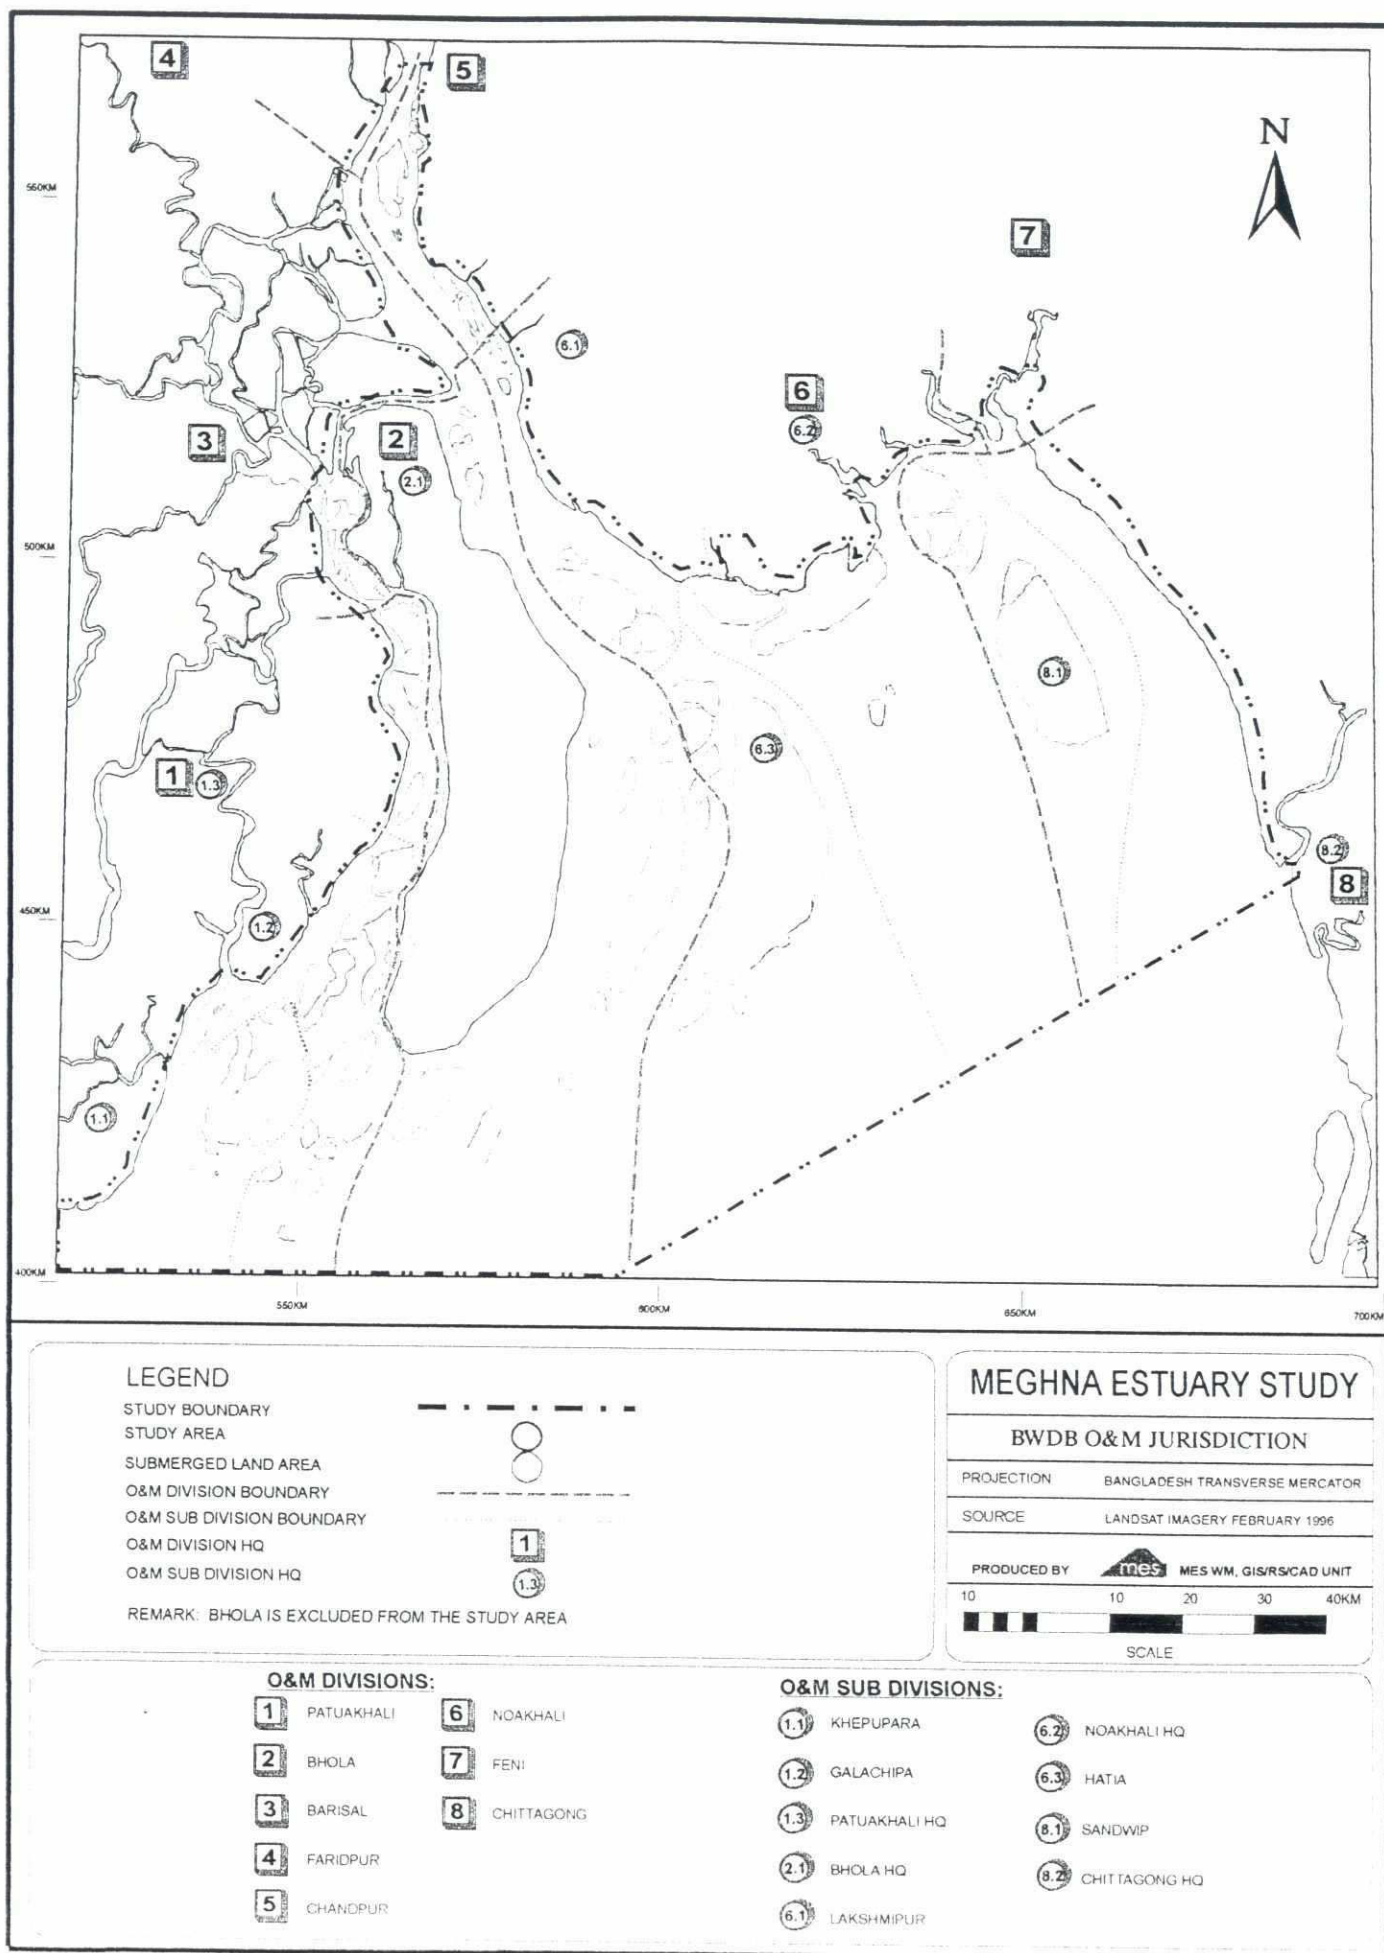 4
5
N
550KM
7
6.1
6
6.2
3
2
2.1
500KM
8.1
6.3
1
1.3
8.2
8
450KM
1.2
1.1
400KM
550KM
600KM
650KM
700KM
LEGEND
STUDY BOUNDARY
STUDY AREA
SUBMERGED LAND AREA
O&M DIVISION BOUNDARY
O&M SUB DIVISION BOUNDARY
O&M DIVISION HQ 1
O&M SUB DIVISION HQ 1.3
REMARK: BHOLA IS EXCLUDED FROM THE STUDY AREA
MEGHNA ESTUARY STUDY
BWDB O&M JURISDICTION
PROJECTION BANGLADESH TRANSVERSE MERCATOR
SOURCE LANDSAT IMAGERY FEBRUARY 1996
PRODUCED BY mes MES WM, GIS/RS/CAD UNIT
10 10 20 30 40KM
SCALE
O&M DIVISIONS:
1 PATUAKHALI
2 BHOLA
3 BARISAL
4 FARIDPUR
5 CHANDPUR
6 NOAKHALI
7 FENI
8 CHITTAGONG
O&M SUB DIVISIONS:
1.1 KHEPUPARA
1.2 GALACHIPA
1.3 PATUAKHALI HQ
2.1 BHOLA HQ
6.1 LAKSHMIPUR
6.2 NOAKHALI HQ
6.3 HATIA
8.1 SANDWIP
8.2 CHITTAGONG HQ